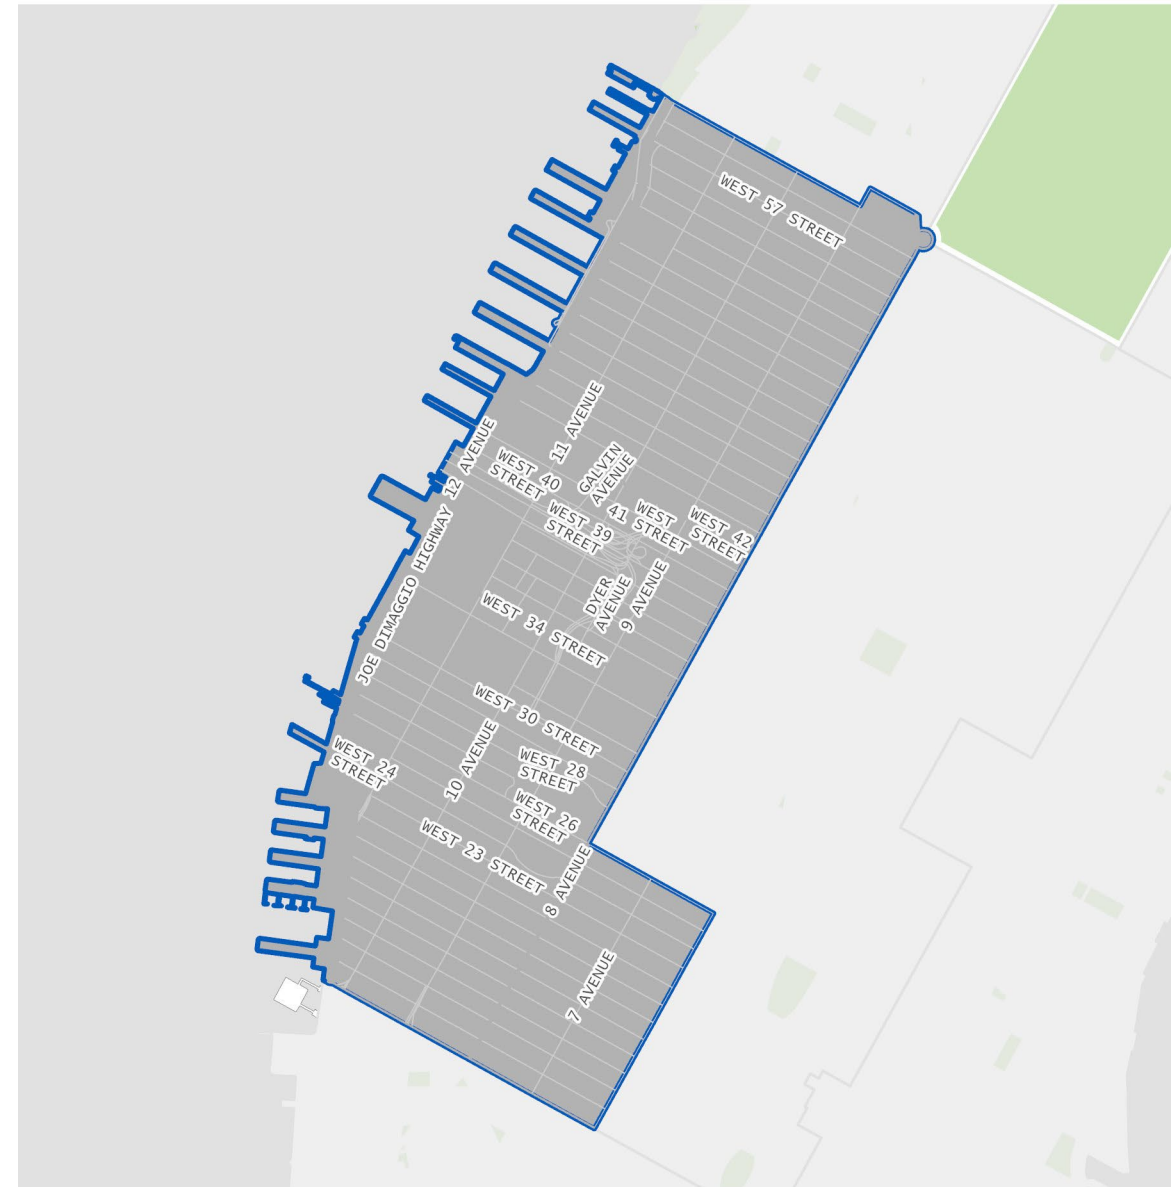 WEST 57 STREET
11 AVENUE
12 AVENUE
GALVIN
AVENUE
WEST 40
STREET
WEST 39
STREET
41
WEST
STREET
WEST 42
STREET
JOE DIMAGGIO HIGHWAY
DYER
AVENUE
9 AVENUE
WEST 34 STREET
WEST 30 STREET
10 AVENUE
WEST 24
STREET
WEST 28
STREET
WEST 26
STREET
WEST 23 STREET
8 AVENUE
7 AVENUE